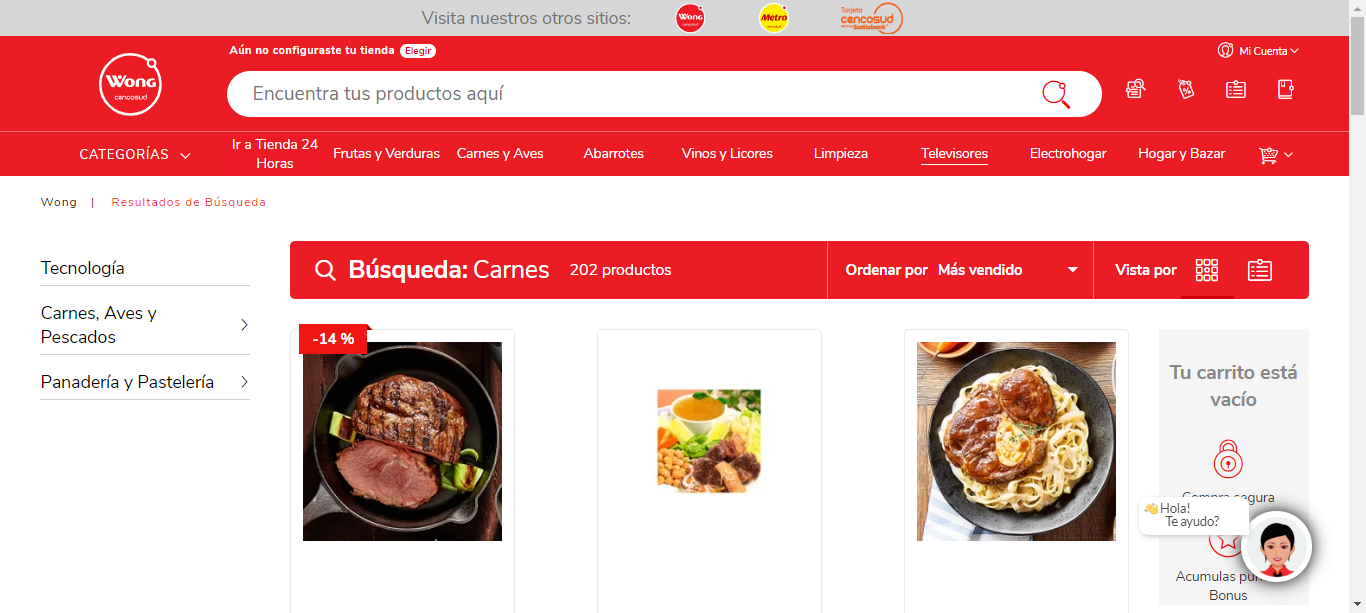 Visita nuestros otros sitios:
Wong
cencosud
Metro
cencosud
Tarjeta
cencosud
Scotiabank
Aún no configuraste tu tienda Elegir
Mi Cuenta
Wong
cencosud
Encuentra tus productos aquí
CATEGORÍAS
Ir a Tienda 24
Horas
Frutas y Verduras
Carnes y Aves
Abarrotes
Vinos y Licores
Limpieza
Televisores
Electrohogar
Hogar y Bazar
Wong | Resultados de Búsqueda
Tecnología
Carnes, Aves y
Pescados
Panadería y Pastelería
Búsqueda: Carnes 202 productos
Ordenar por Más vendido
Vista por
-14 %
Tu carrito está
vacío
Compra segura
👋Hola!
Te ayudo?
Acumulas
Bonus